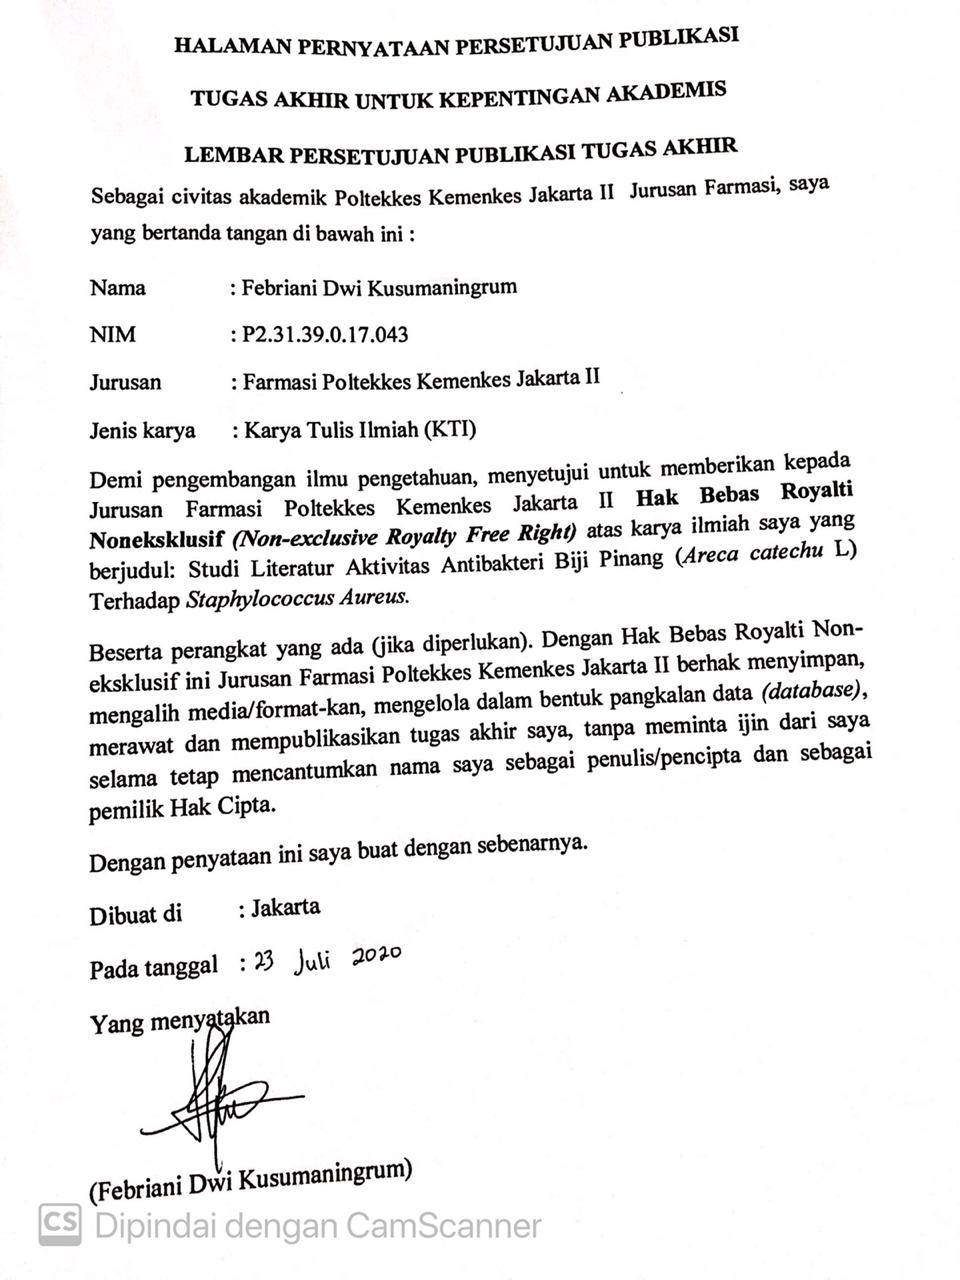 HALAMAN PERNYATAAN PERSETUJUAN PUBLIKASI
TUGAS AKHIR UNTUK KEPENTINGAN AKADEMIS
LEMBAR PERSETUJUAN PUBLIKASI TUGAS AKHIR
Sebagai civitas akademik Poltekkes Kemenkes Jakarta II Jurusan Farmasi, saya
yang bertanda tangan di bawah ini :
Nama : Febriani Dwi Kusumaningrum
NIM : P2.31.39.0.17.043
Jurusan : Farmasi Poltekkes Kemenkes Jakarta II
Jenis karya : Karya Tulis Ilmiah (KTI)
Demi pengembangan ilmu pengetahuan, menyetujui untuk memberikan kepada
Jurusan Farmasi Poltekkes Kemenkes Jakarta II Hak Bebas Royalti
Noneksklusif (Non-exclusive Royalty Free Right) atas karya ilmiah saya yang
berjudul: Studi Literatur Aktivitas Antibakteri Biji Pinang (Areca catechu L)
Terhadap Staphylococcus Aureus.
Beserta perangkat yang ada (jika diperlukan). Dengan Hak Bebas Royalti Non-
eksklusif ini Jurusan Farmasi Poltekkes Kemenkes Jakarta II berhak menyimpan,
mengalih media/format-kan, mengelola dalam bentuk pangkalan data (database),
merawat dan mempublikasikan tugas akhir saya, tanpa meminta ijin dari saya
selama tetap mencantumkan nama saya sebagai penulis/pencipta dan sebagai
pemilik Hak Cipta.
Dengan penyataan ini saya buat dengan sebenarnya.
Dibuat di : Jakarta
Pada tanggal : 23 Juli 2020
Yang menyatakan
(Febriani Dwi Kusumaningrum)
CS Dipindai dengan CamScanner